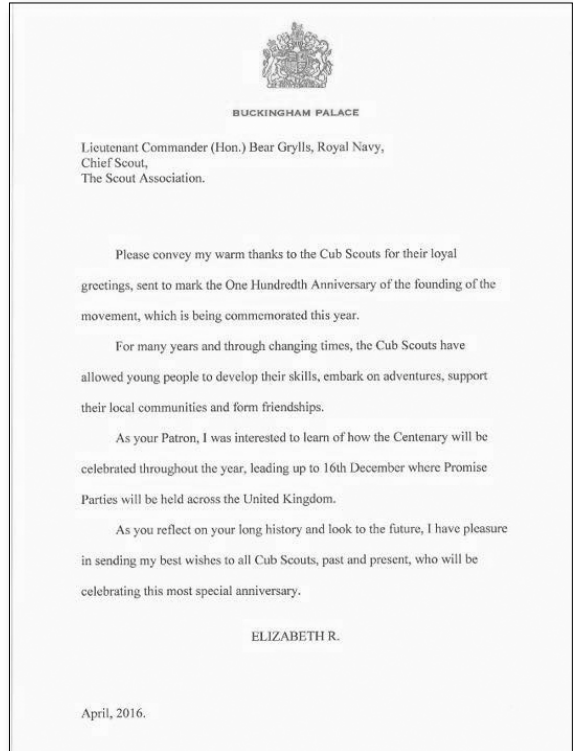 BUCKINGHAM PALACE
Lieutenant Commander (Hon.) Bear Grylls, Royal Navy,
Chief Scout,
The Scout Association.
Please convey my warm thanks to the Cub Scouts for their loyal
greetings, sent to mark the One Hundredth Anniversary of the founding of the
movement, which is being commemorated this year.
For many years and through changing times, the Cub Scouts have
allowed young people to develop their skills, embark on adventures, support
their local communities and form friendships.
As your Patron, I was interested to learn of how the Centenary will be
celebrated throughout the year, leading up to 16th December where Promise
Parties will be held across the United Kingdom.
As you reflect on your long history and look to the future, I have pleasure
in sending my best wishes to all Cub Scouts, past and present, who will be
celebrating this most special anniversary.
ELIZABETH R.
April, 2016.